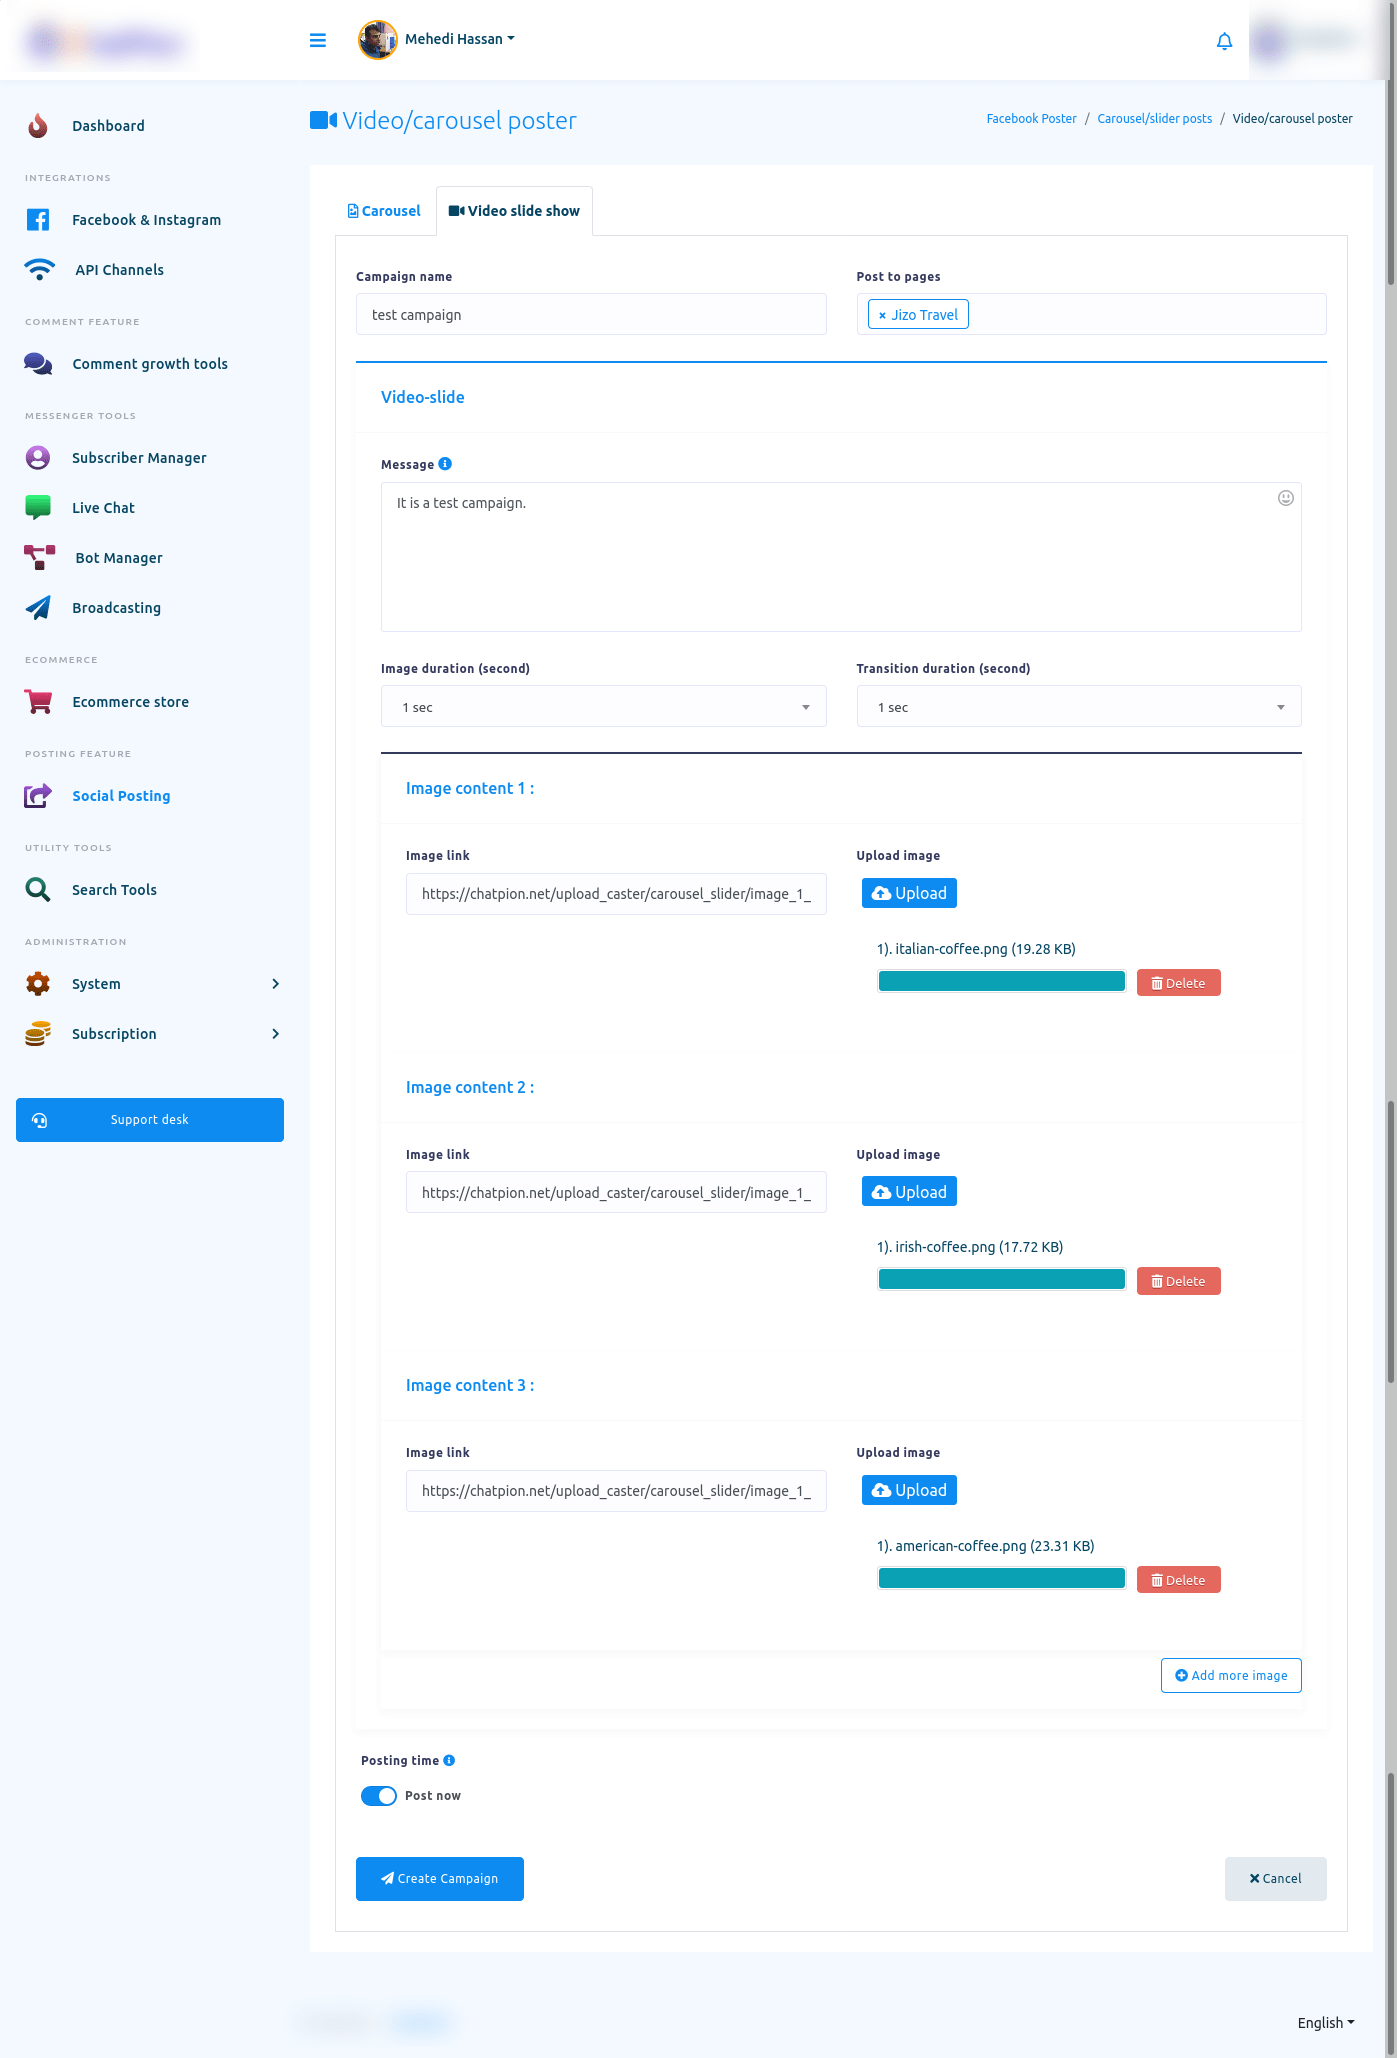 Mehedi Hassan
Dashboard
INTEGRATIONS
Facebook & Instagram
API Channels
COMMENT FEATURE
Comment growth tools
MESSENGER TOOLS
Subscriber Manager
Live Chat
Bot Manager
Broadcasting
ECOMMERCE
Ecommerce store
POSTING FEATURE
Social Posting
UTILITY TOOLS
Search Tools
ADMINISTRATION
System
Subscription
Support desk
Video/carousel poster
Facebook Poster / Carousel/slider posts / Video/carousel poster
Carousel Video slide show
Campaign name Post to pages
test campaign × Jizo Travel
Video-slide
Message
It is a test campaign.
Image duration (second) Transition duration (second)
1 sec 1 sec
Image content 1 :
Image link Upload image
https://chatpion.net/upload_caster/carousel_slider/image_1_ Upload
1). italian-coffee.png (19.28 KB)
Delete
Image content 2 :
Image link Upload image
https://chatpion.net/upload_caster/carousel_slider/image_1_ Upload
1). irish-coffee.png (17.72 KB)
Delete
Image content 3 :
Image link Upload image
https://chatpion.net/upload_caster/carousel_slider/image_1_ Upload
1). american-coffee.png (23.31 KB)
Delete
Add more image
Posting time
Post now
Create Campaign Cancel
English